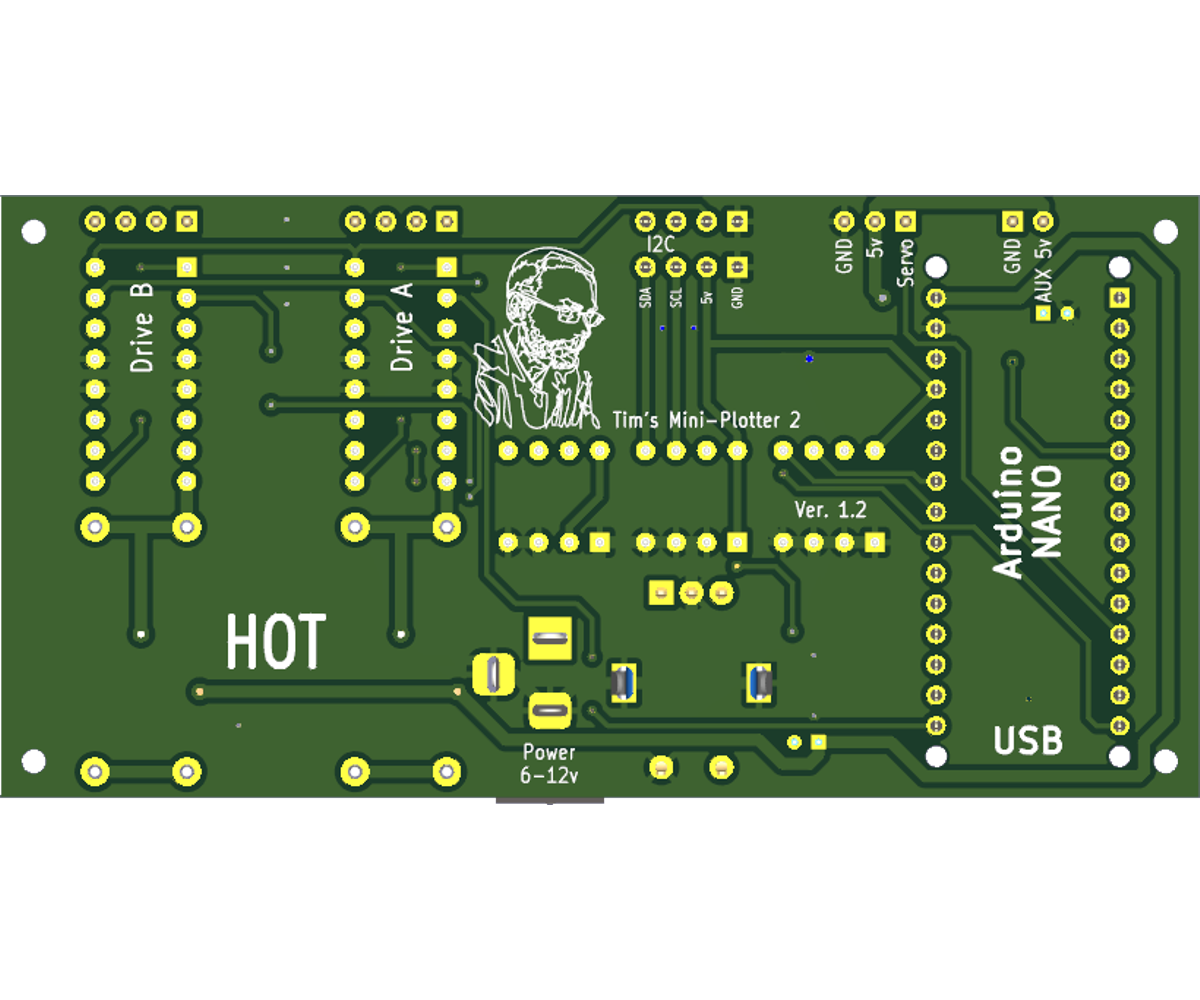 I2C
GND
5v
Servo
GND
5v
AUX
SDA
SCL
5v
GND
Drive B
Drive A
Tim's Mini-Plotter 2
Ver. 1.2
Arduino
NANO
HOT
USB
Power
6-12v